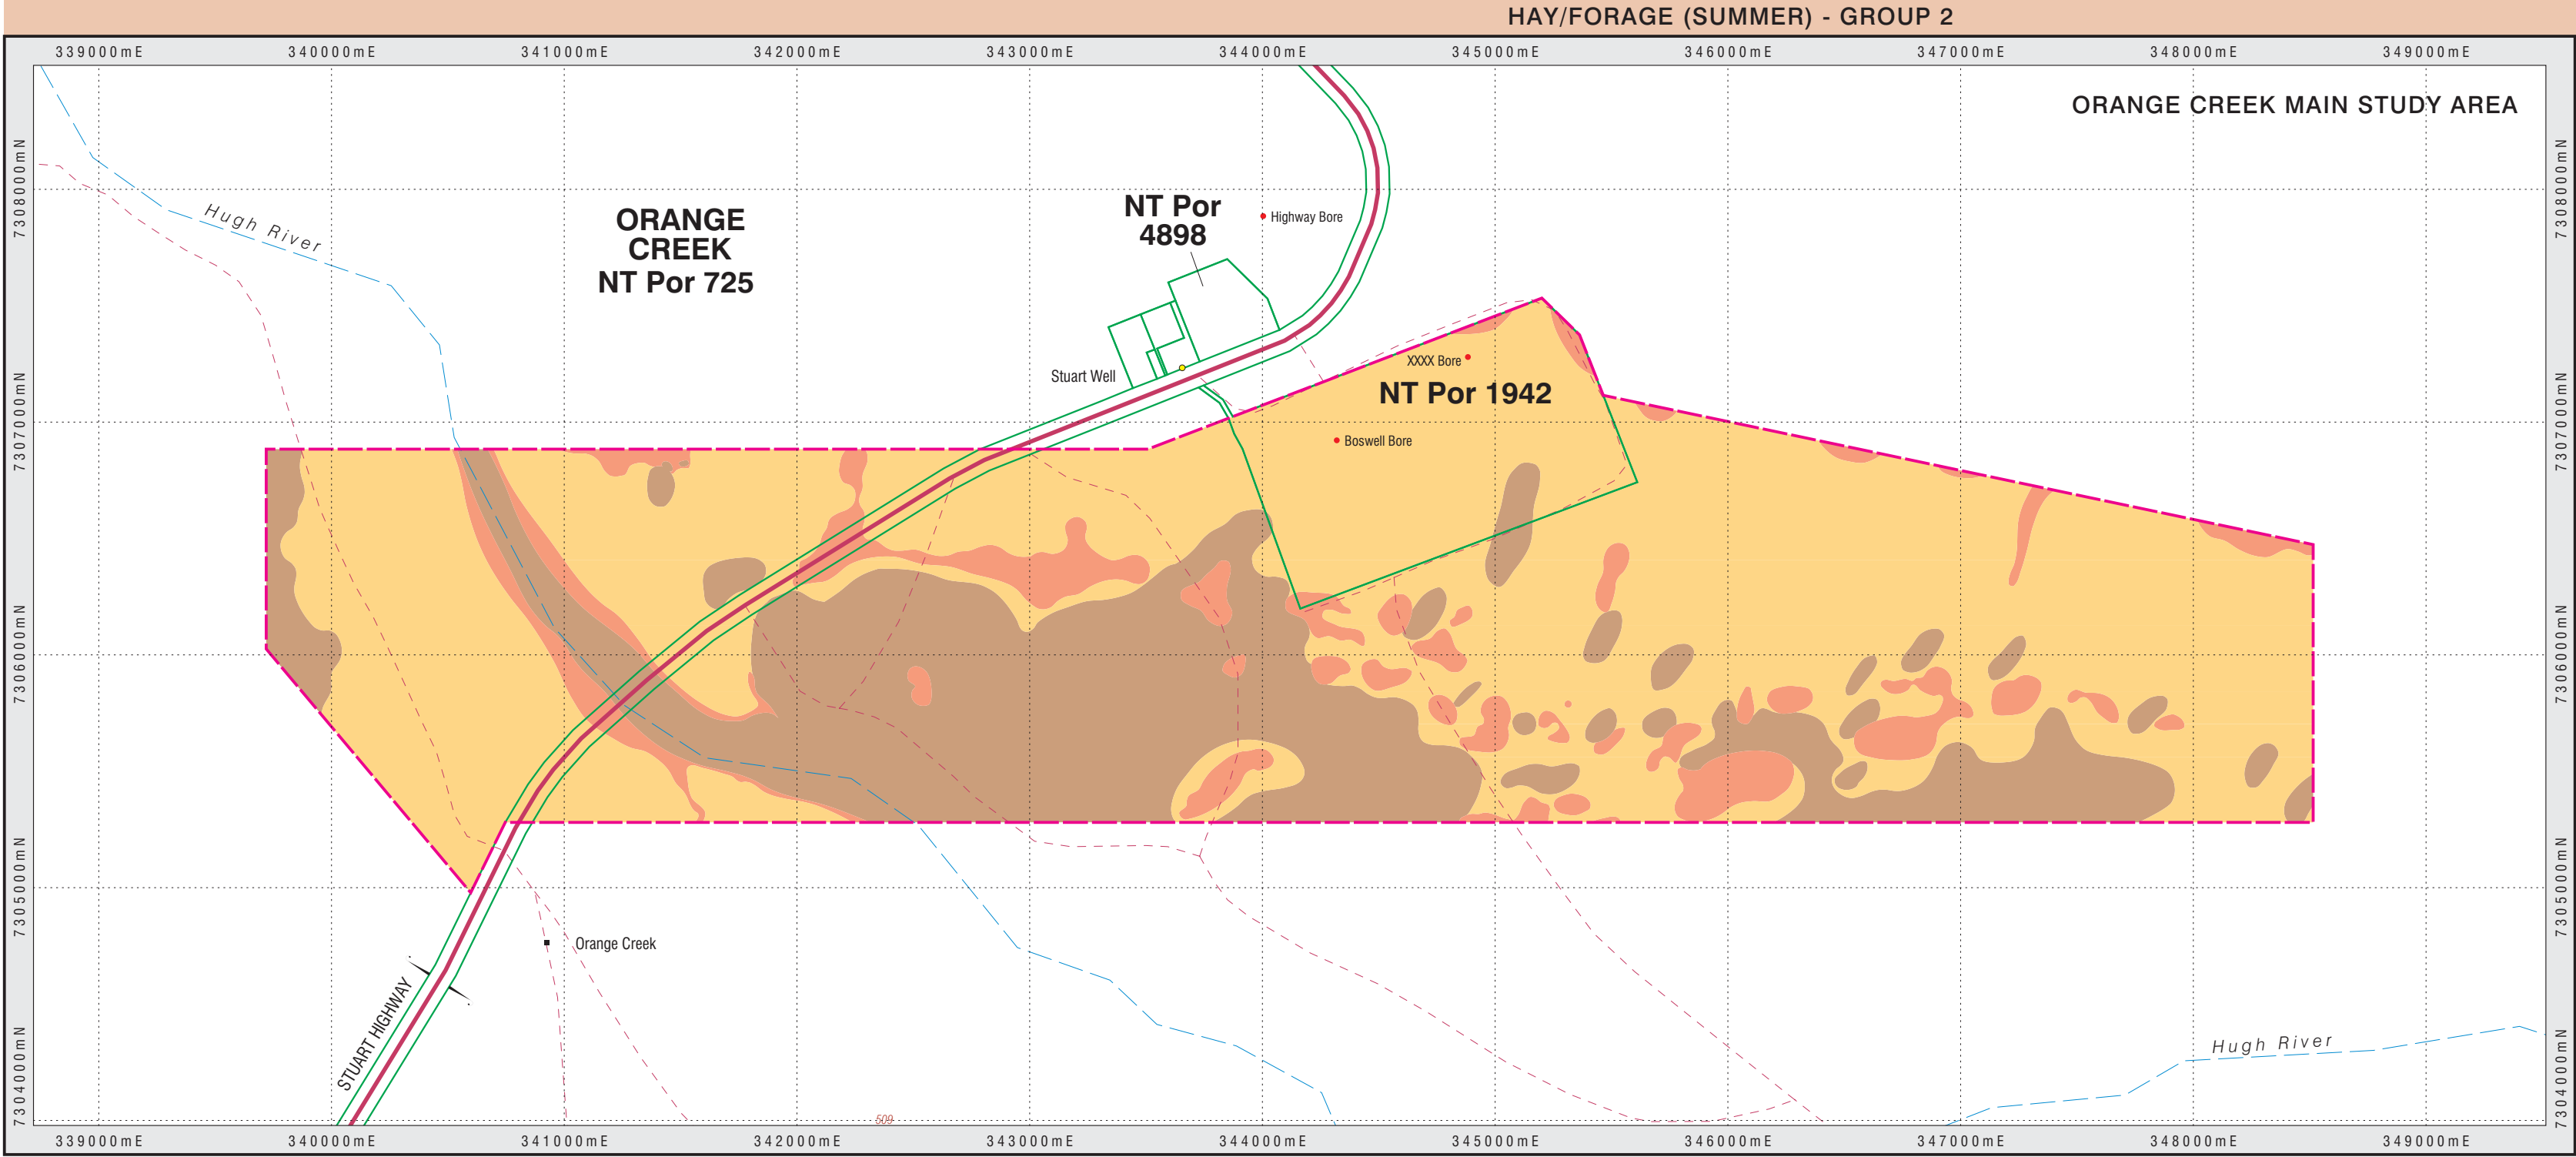 HAY/FORAGE (SUMMER) - GROUP 2
339000mE 340000mE 341000mE 342000mE 343000mE 344000mE 345000mE 346000mE 347000mE 348000mE 349000mE
ORANGE CREEK MAIN STUDY AREA
7308000mN
7308000mN
Hugh River
ORANGE
CREEK
NT Por 725
NT Por
4898
Highway Bore
XXXX Bore
Stuart Well
NT Por 1942
Boswell Bore
7307000mN
7307000mN
7306000mN
7306000mN
7305000mN
7305000mN
Orange Creek
STUART HIGHWAY
Hugh River
7304000mN
7304000mN
509
339000mE 340000mE 341000mE 342000mE 343000mE 344000mE 345000mE 346000mE 347000mE 348000mE 349000mE